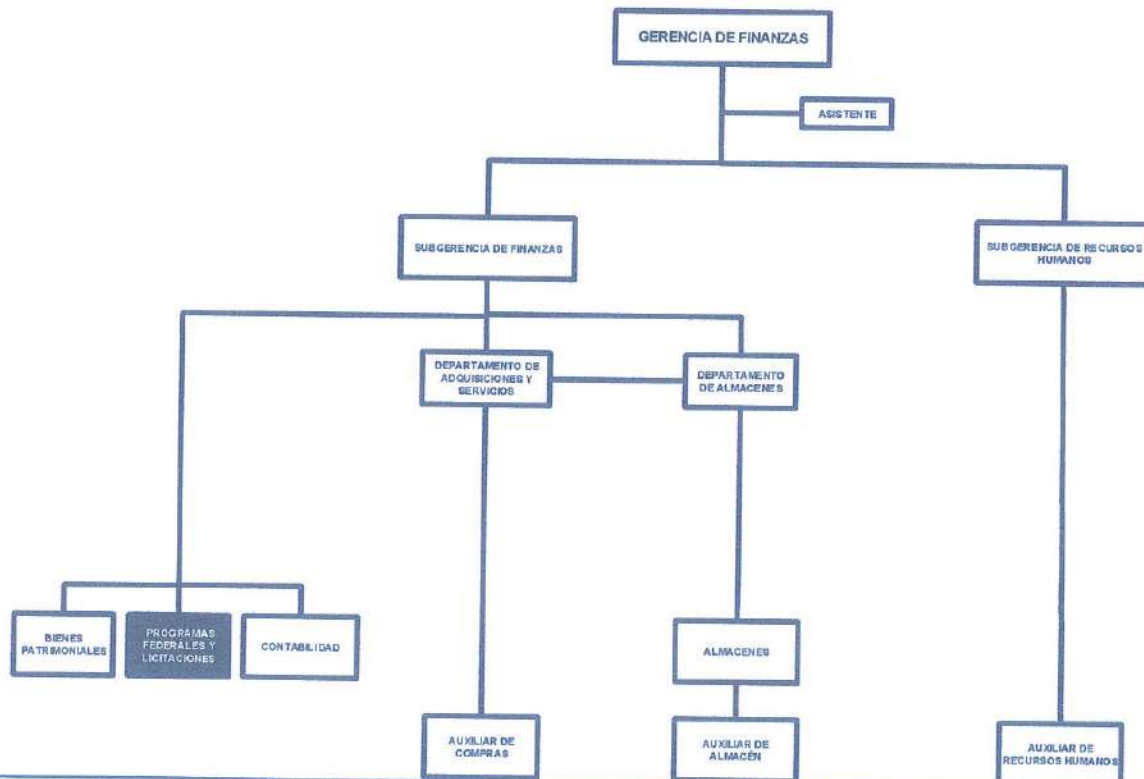 GERENCIA DE FINANZAS
ASISTENTE
SUBGERENCIA DE FINANZAS
SUBGERENCIA DE RECURSOS
HUMANOS
DEPARTAMENTO DE
ADQUISICIONES Y
SERVICIOS
DEPARTAMENTO
DE ALMACENES
BIENES
PATRIMONIALES
PROGRAMAS
FEDERALES Y
LICITACIONES
CONTABILIDAD
ALMACENES
AUXILIAR DE
COMPRAS
AUXILIAR DE
ALMACÉN
AUXILIAR DE
RECURSOS HUMANOS